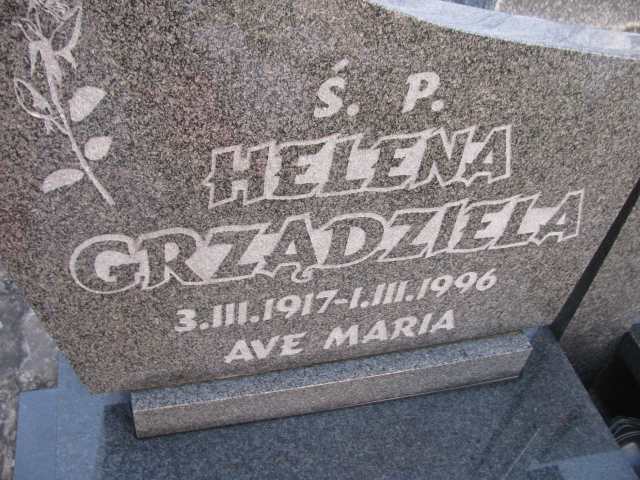 Ś. P.
HELENA
GRZĄDZIELA
3.III.1917-1.III.1996
AVE MARIA